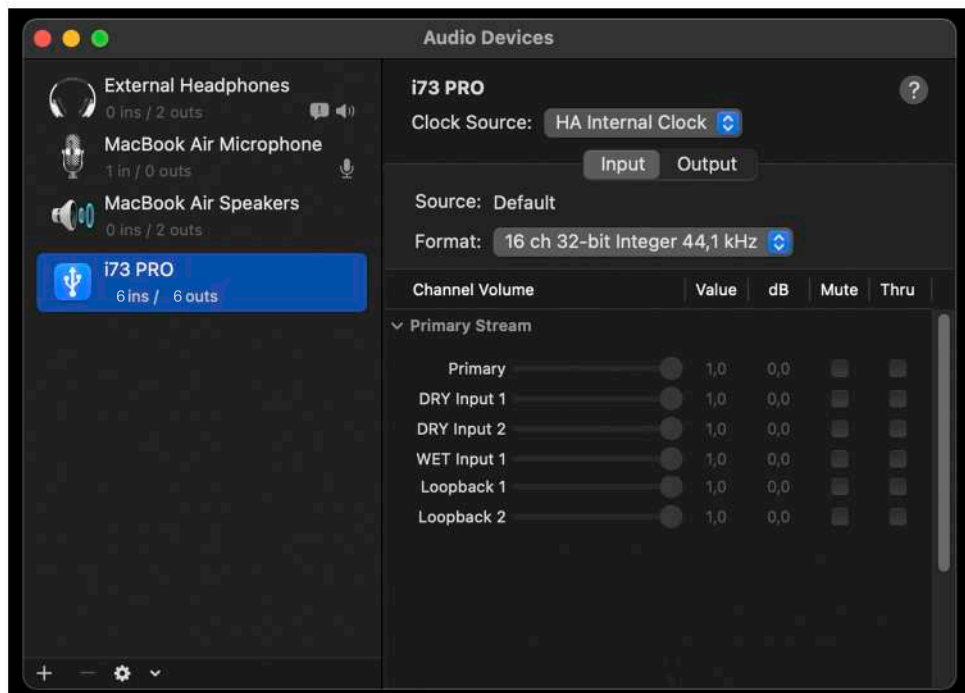 Audio Devices
External Headphones
0 ins / 2 outs
MacBook Air Microphone
1 in / 0 outs
MacBook Air Speakers
0 ins / 2 outs
i73 PRO
6 ins / 6 outs
i73 PRO
?
Clock Source: HA Internal Clock
Input Output
Source: Default
Format: 16 ch 32-bit Integer 44,1 kHz
Channel Volume Value dB Mute Thru
Primary Stream
Primary 1,0 0,0
DRY Input 1 1,0 0,0
DRY Input 2 1,0 0,0
WET Input 1 1,0 0,0
Loopback 1 1,0 0,0
Loopback 2 1,0 0,0